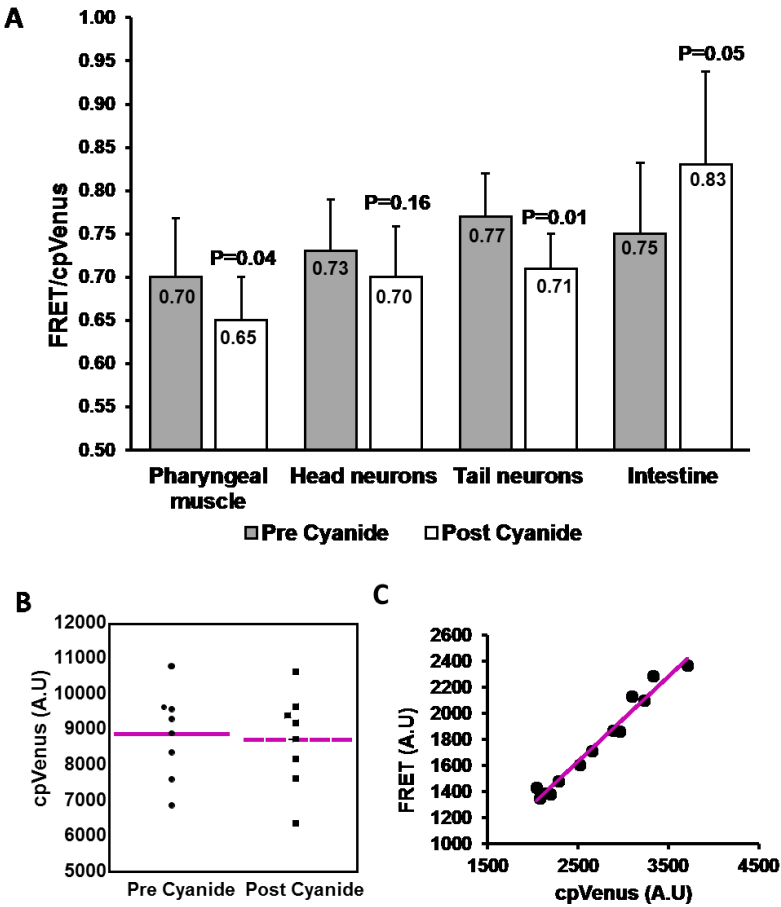 A
FRET/cpVenus
1.00
0.95
0.90
0.85
0.80
0.75
0.70
0.65
0.60
0.55
0.50
0.70
P=0.04
0.65
0.73
P=0.16
0.70
0.77
P=0.01
0.71
0.75
P=0.05
0.83
Pharyngeal
muscle
Head neurons
Tail neurons
Intestine
Pre Cyanide
Post Cyanide
B
cpVenus (A.U)
12000
10000
9000
8000
7000
6000
5000
Pre Cyanide
Post Cyanide
C
FRET (A.U)
2600
2400
2200
2000
1800
1600
1400
1200
1000
1500
2500
3500
4500
cpVenus (A.U)